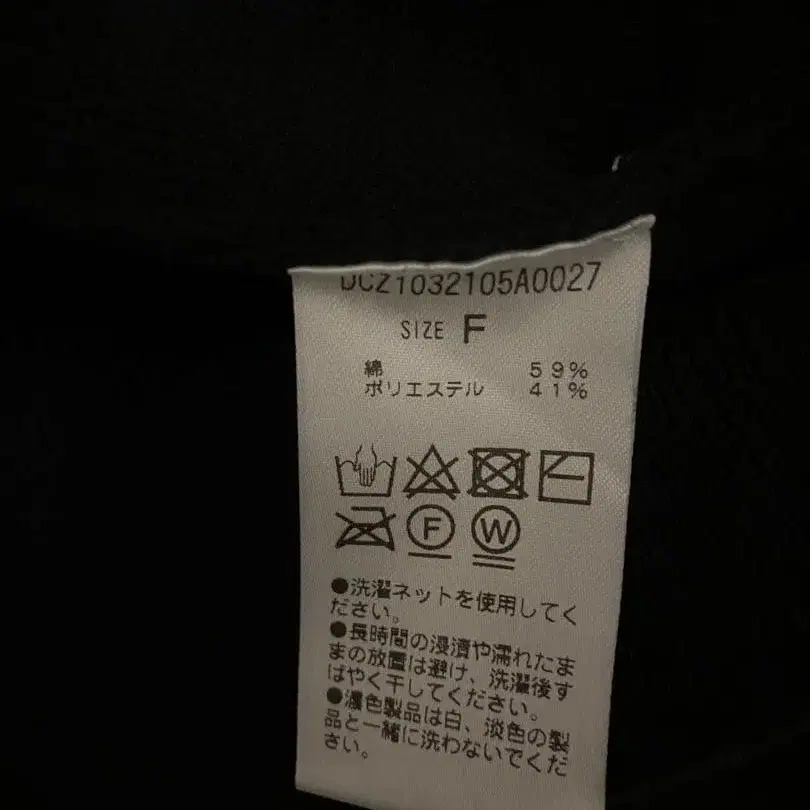 DCZ1032105A0027
SIZE F
綿 59%
ポリエステル 41%
F W
●洗濯ネットを使用してく
ださい。
●長時間の浸漬や濡れたま
まの放置は避け、洗濯後す
ばやく干してください。
●濃色製品は白、淡色の製
品と一緒に洗わないでくだ
さい。